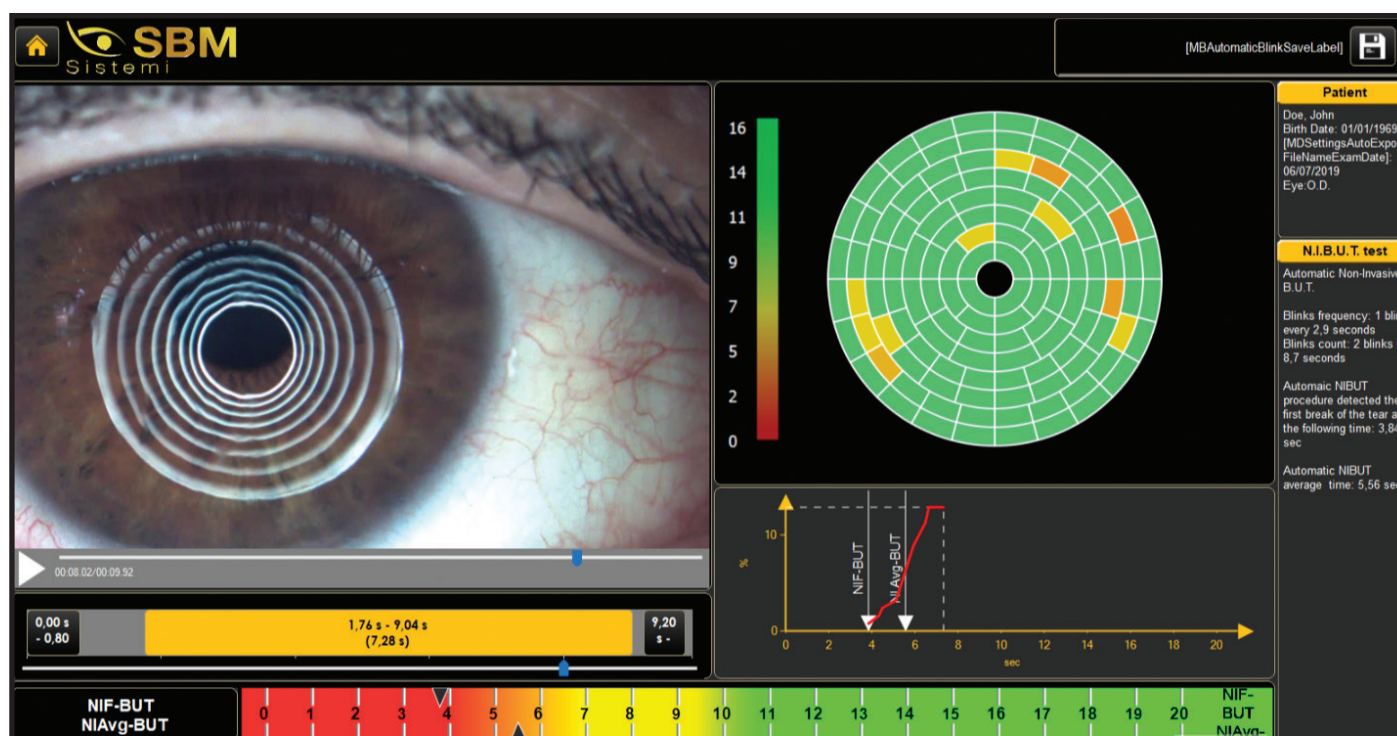 SBM
Sistemi
[MBAutomaticBlinkSaveLabel]
00:08.02/00:09.92
0,00 s
- 0,80
1,76 s - 9,04 s
(7,28 s)
9,20
s -
16
14
11
9
7
5
2
0
10
0
%
NIF-BUT
NIAvg-BUT
0 2 4 6 8 10 12 14 16 18 20
sec
Patient
Doe, John
Birth Date: 01/01/1969
[MDSettingsAutoExpo
FileNameExamDate]:
06/07/2019
Eye:O.D.
N.I.B.U.T. test
Automatic Non-Invasive
B.U.T.
Blinks frequency: 1 bli
every 2,9 seconds
Blinks count: 2 blinks
8,7 seconds
Automaic NIBUT
procedure detected the
first break of the tear a
the following time: 3,84
sec
Automatic NIBUT
average time: 5,56 sec
NIF-BUT
NIAvg-BUT
0 1 2 3 4 5 6 7 8 9 10 11 12 13 14 15 16 17 18 19 20
NIF-
BUT
NIAvg-